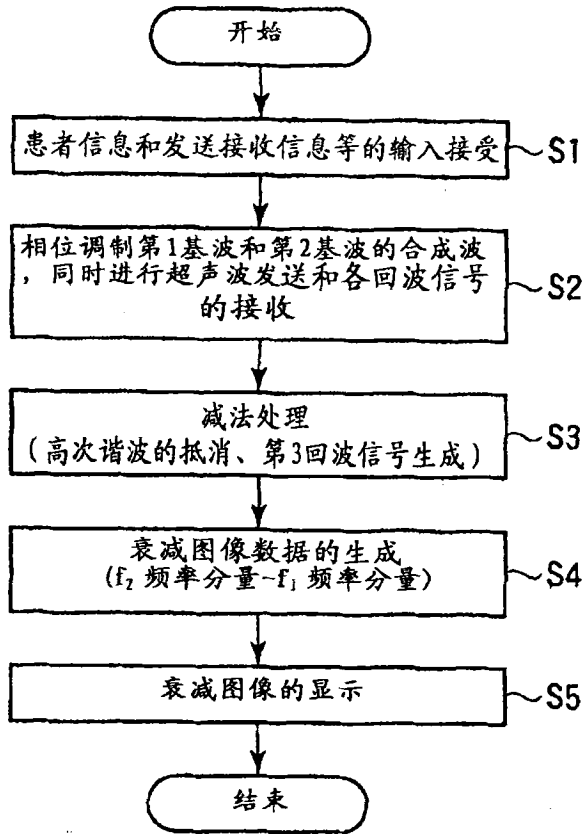 开始
患者信息和发送接收信息等的输入接受
S1
相位调制第1基波和第2基波的合成波
，同时进行超声波发送和各回波信号
的接收
S2
减法处理
(高次谐波的抵消、第3回波信号生成)
S3
衰减图像数据的生成
(f₂ 频率分量-f₁ 频率分量)
S4
衰减图像的显示
S5
结束